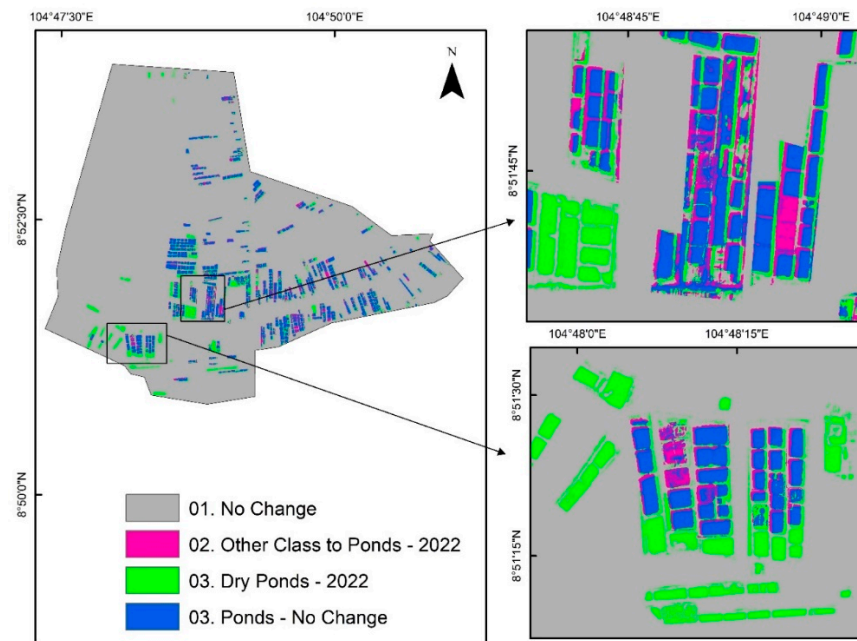 104°47'30"E
104°50'0"E
N
8°52'30"N
8°50'0"N
01. No Change
02. Other Class to Ponds - 2022
03. Dry Ponds - 2022
03. Ponds - No Change
104°48'45"E
104°49'0"E
8°51'45"N
104°48'0"E
104°48'15"E
8°51'30"N
8°51'15"N